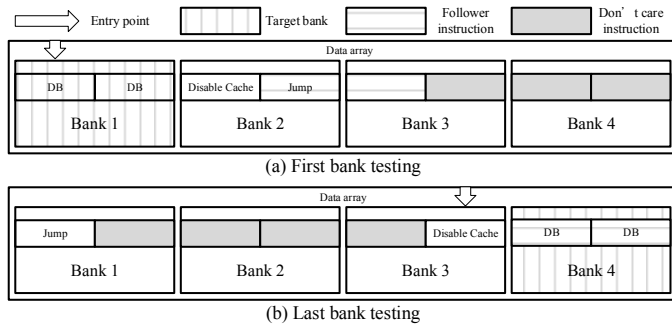 Entry point
Target bank
Follower
instruction
Don't care
instruction
Data array
DB DB Disable Cache Jump
Bank 1 Bank 2 Bank 3 Bank 4
(a) First bank testing
Data array
Jump Disable Cache DB DB
Bank 1 Bank 2 Bank 3 Bank 4
(b) Last bank testing